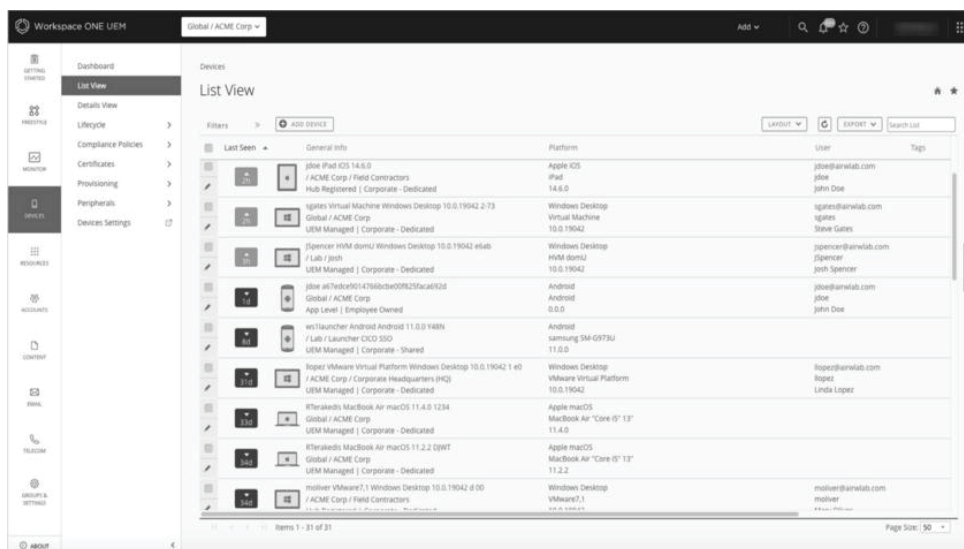 Workspace ONE UEM
Global / ACME Corp
Add
GETTING STARTED
FREESTYLE
MONITOR
DEVICES
RESOURCES
ACCOUNTS
CONTENT
EMAIL
TELECOM
GROUPS & SETTINGS
ABOUT
Dashboard
List View
Details View
Lifecycle
Compliance Policies
Certificates
Provisioning
Peripherals
Devices Settings
Devices
List View
Filters
ADD DEVICE
LAYOUT
EXPORT
Search List
Last Seen General Info Platform User Tags
2h
jdoe iPad iOS 14.6.0
/ ACME Corp / Field Contractors
Hub Registered | Corporate - Dedicated
Apple iOS
iPad
14.6.0
jdoe@airwlab.com
jdoe
John Doe
2h
sgates Virtual Machine Windows Desktop 10.0.19042 2-73
Global / ACME Corp
UEM Managed | Corporate - Dedicated
Windows Desktop
Virtual Machine
10.0.19042
sgates@airwlab.com
sgates
Steve Gates
JSpencer HVM domU Windows Desktop 10.0.19042 e6ab
/ Lab / Josh
UEM Managed | Corporate - Dedicated
Windows Desktop
HVM domU
10.0.19042
jspencer@airwlab.com
JSpencer
Josh Spencer
1d
Global / ACME Corp
App Level | Employee Owned
Android
Android
0.0.0
jdoe@airwlab.com
jdoe
John Doe
ws1launcher Android Android 11.0.0 Y48N
/ Lab / Launcher CICO SSO
UEM Managed | Corporate - Shared
Android
samsung SM-G973U
11.0.0
31d
llopez VMware Virtual Platform Windows Desktop 10.0.19042 1 e0
/ ACME Corp / Corporate Headquarters (HQ)
UEM Managed | Corporate - Dedicated
Windows Desktop
VMware Virtual Platform
10.0.19042
llopez@airwlab.com
llopez
Linda Lopez
33d
RTerakedis MacBook Air macOS 11.4.0 1234
Global / ACME Corp
UEM Managed | Corporate - Dedicated
Apple macOS
MacBook Air "Core i5" 13"
11.4.0
34d
RTerakedis MacBook Air macOS 11.2.2 DJWT
Global / ACME Corp
UEM Managed | Corporate - Dedicated
Apple macOS
MacBook Air "Core i5" 13"
11.2.2
34d
moliver VMware7,1 Windows Desktop 10.0.19042 d 00
/ ACME Corp / Field Contractors
Windows Desktop
VMware7,1
moliver@airwlab.com
moliver
Items 1 - 31 of 31
Page Size: 50